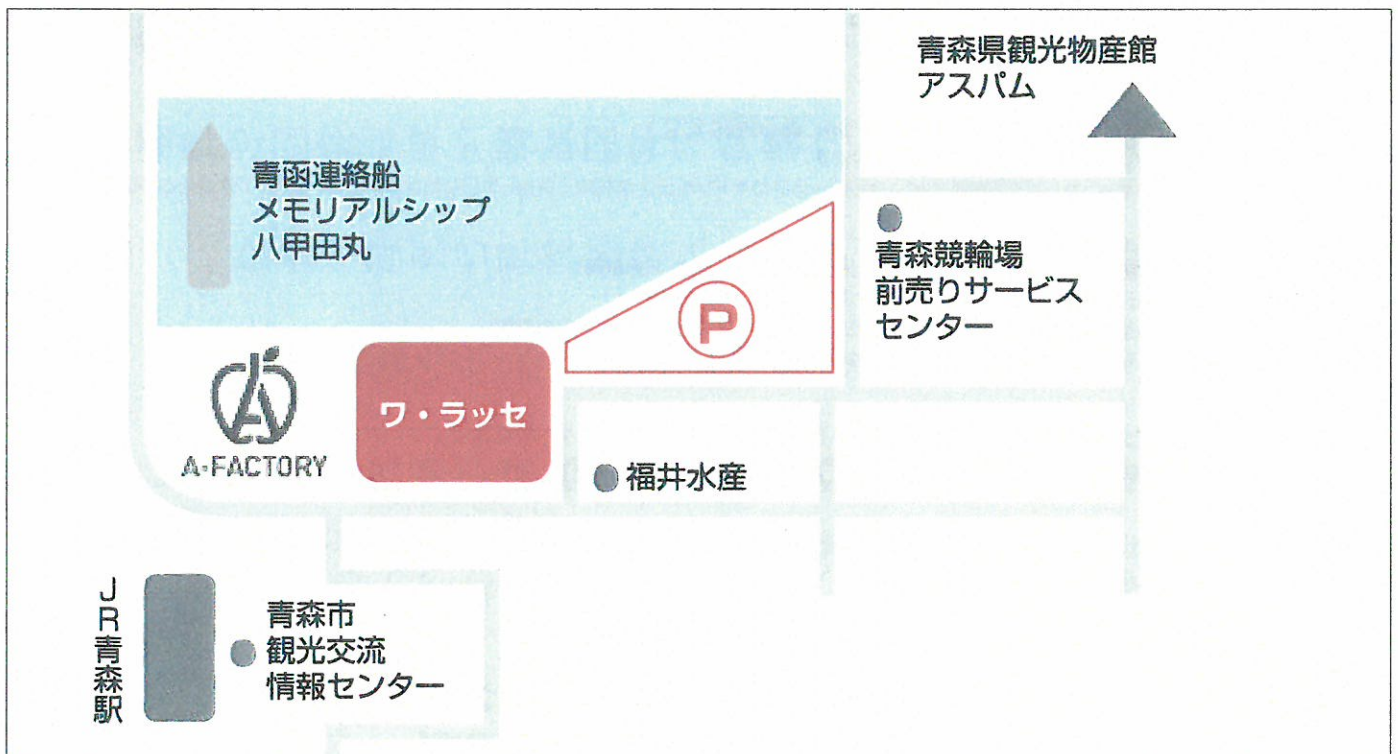 青森県観光物産館
アスパム
青函連絡船
メモリアルシップ
八甲田丸
青森競輪場
前売りサービス
センター
P
ワ・ラッセ
A-FACTORY
福井水産
JR青森駅
青森市
観光交流
情報センター